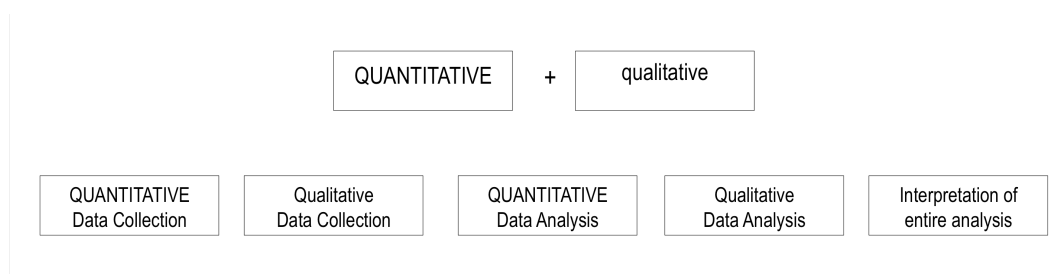 QUANTITATIVE + qualitative
QUANTITATIVE
Data Collection
Qualitative
Data Collection
QUANTITATIVE
Data Analysis
Qualitative
Data Analysis
Interpretation of
entire analysis